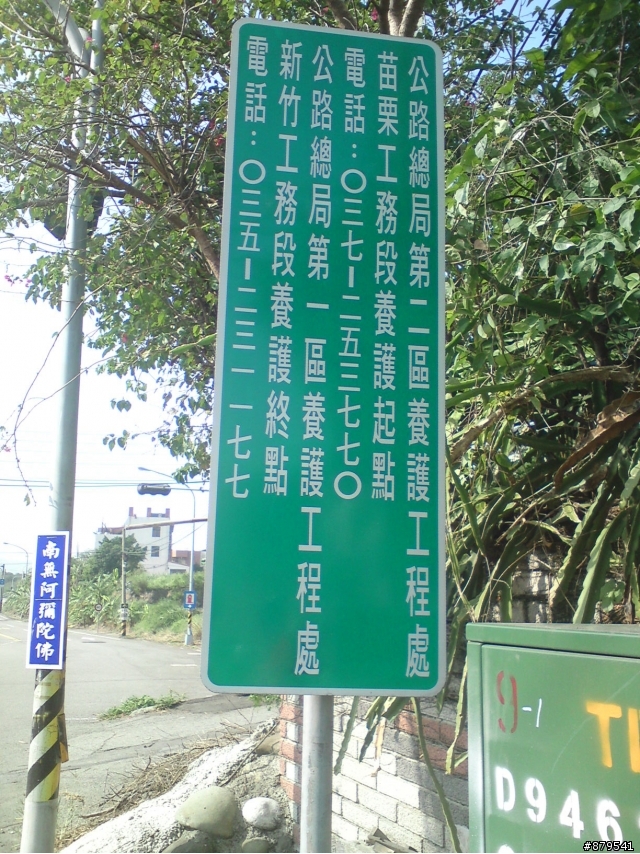 公路總局第二區養護工程處
苗栗工務段養護起點
電話：〇三七-二五三七七〇
公路總局第一區養護工程處
新竹工務段養護終點
電話：〇三五-二三一一七七
南無阿彌陀佛
9-1
D946
#879541